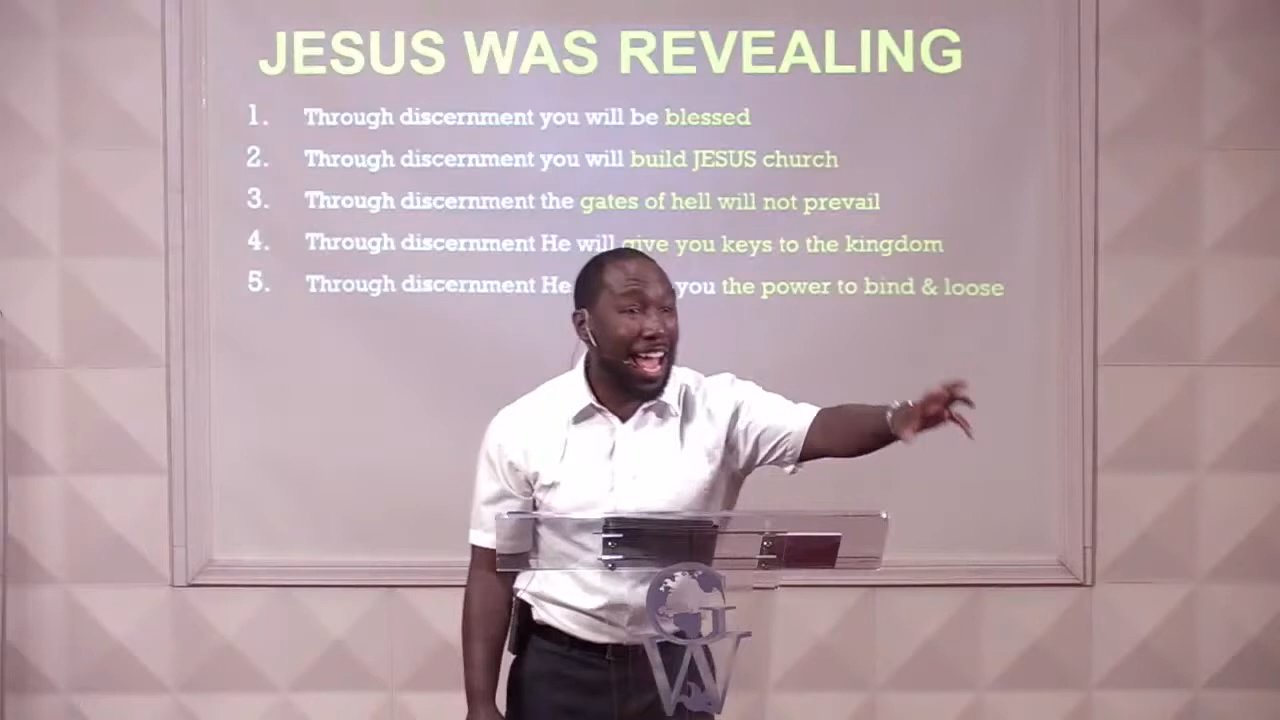 JESUS WAS REVEALING
1. Through discernment you will be blessed
2. Through discernment you will build JESUS church
3. Through discernment the gates of hell will not prevail
4. Through discernment He will give you keys to the kingdom
5. Through discernment He you the power to bind & loose
GW